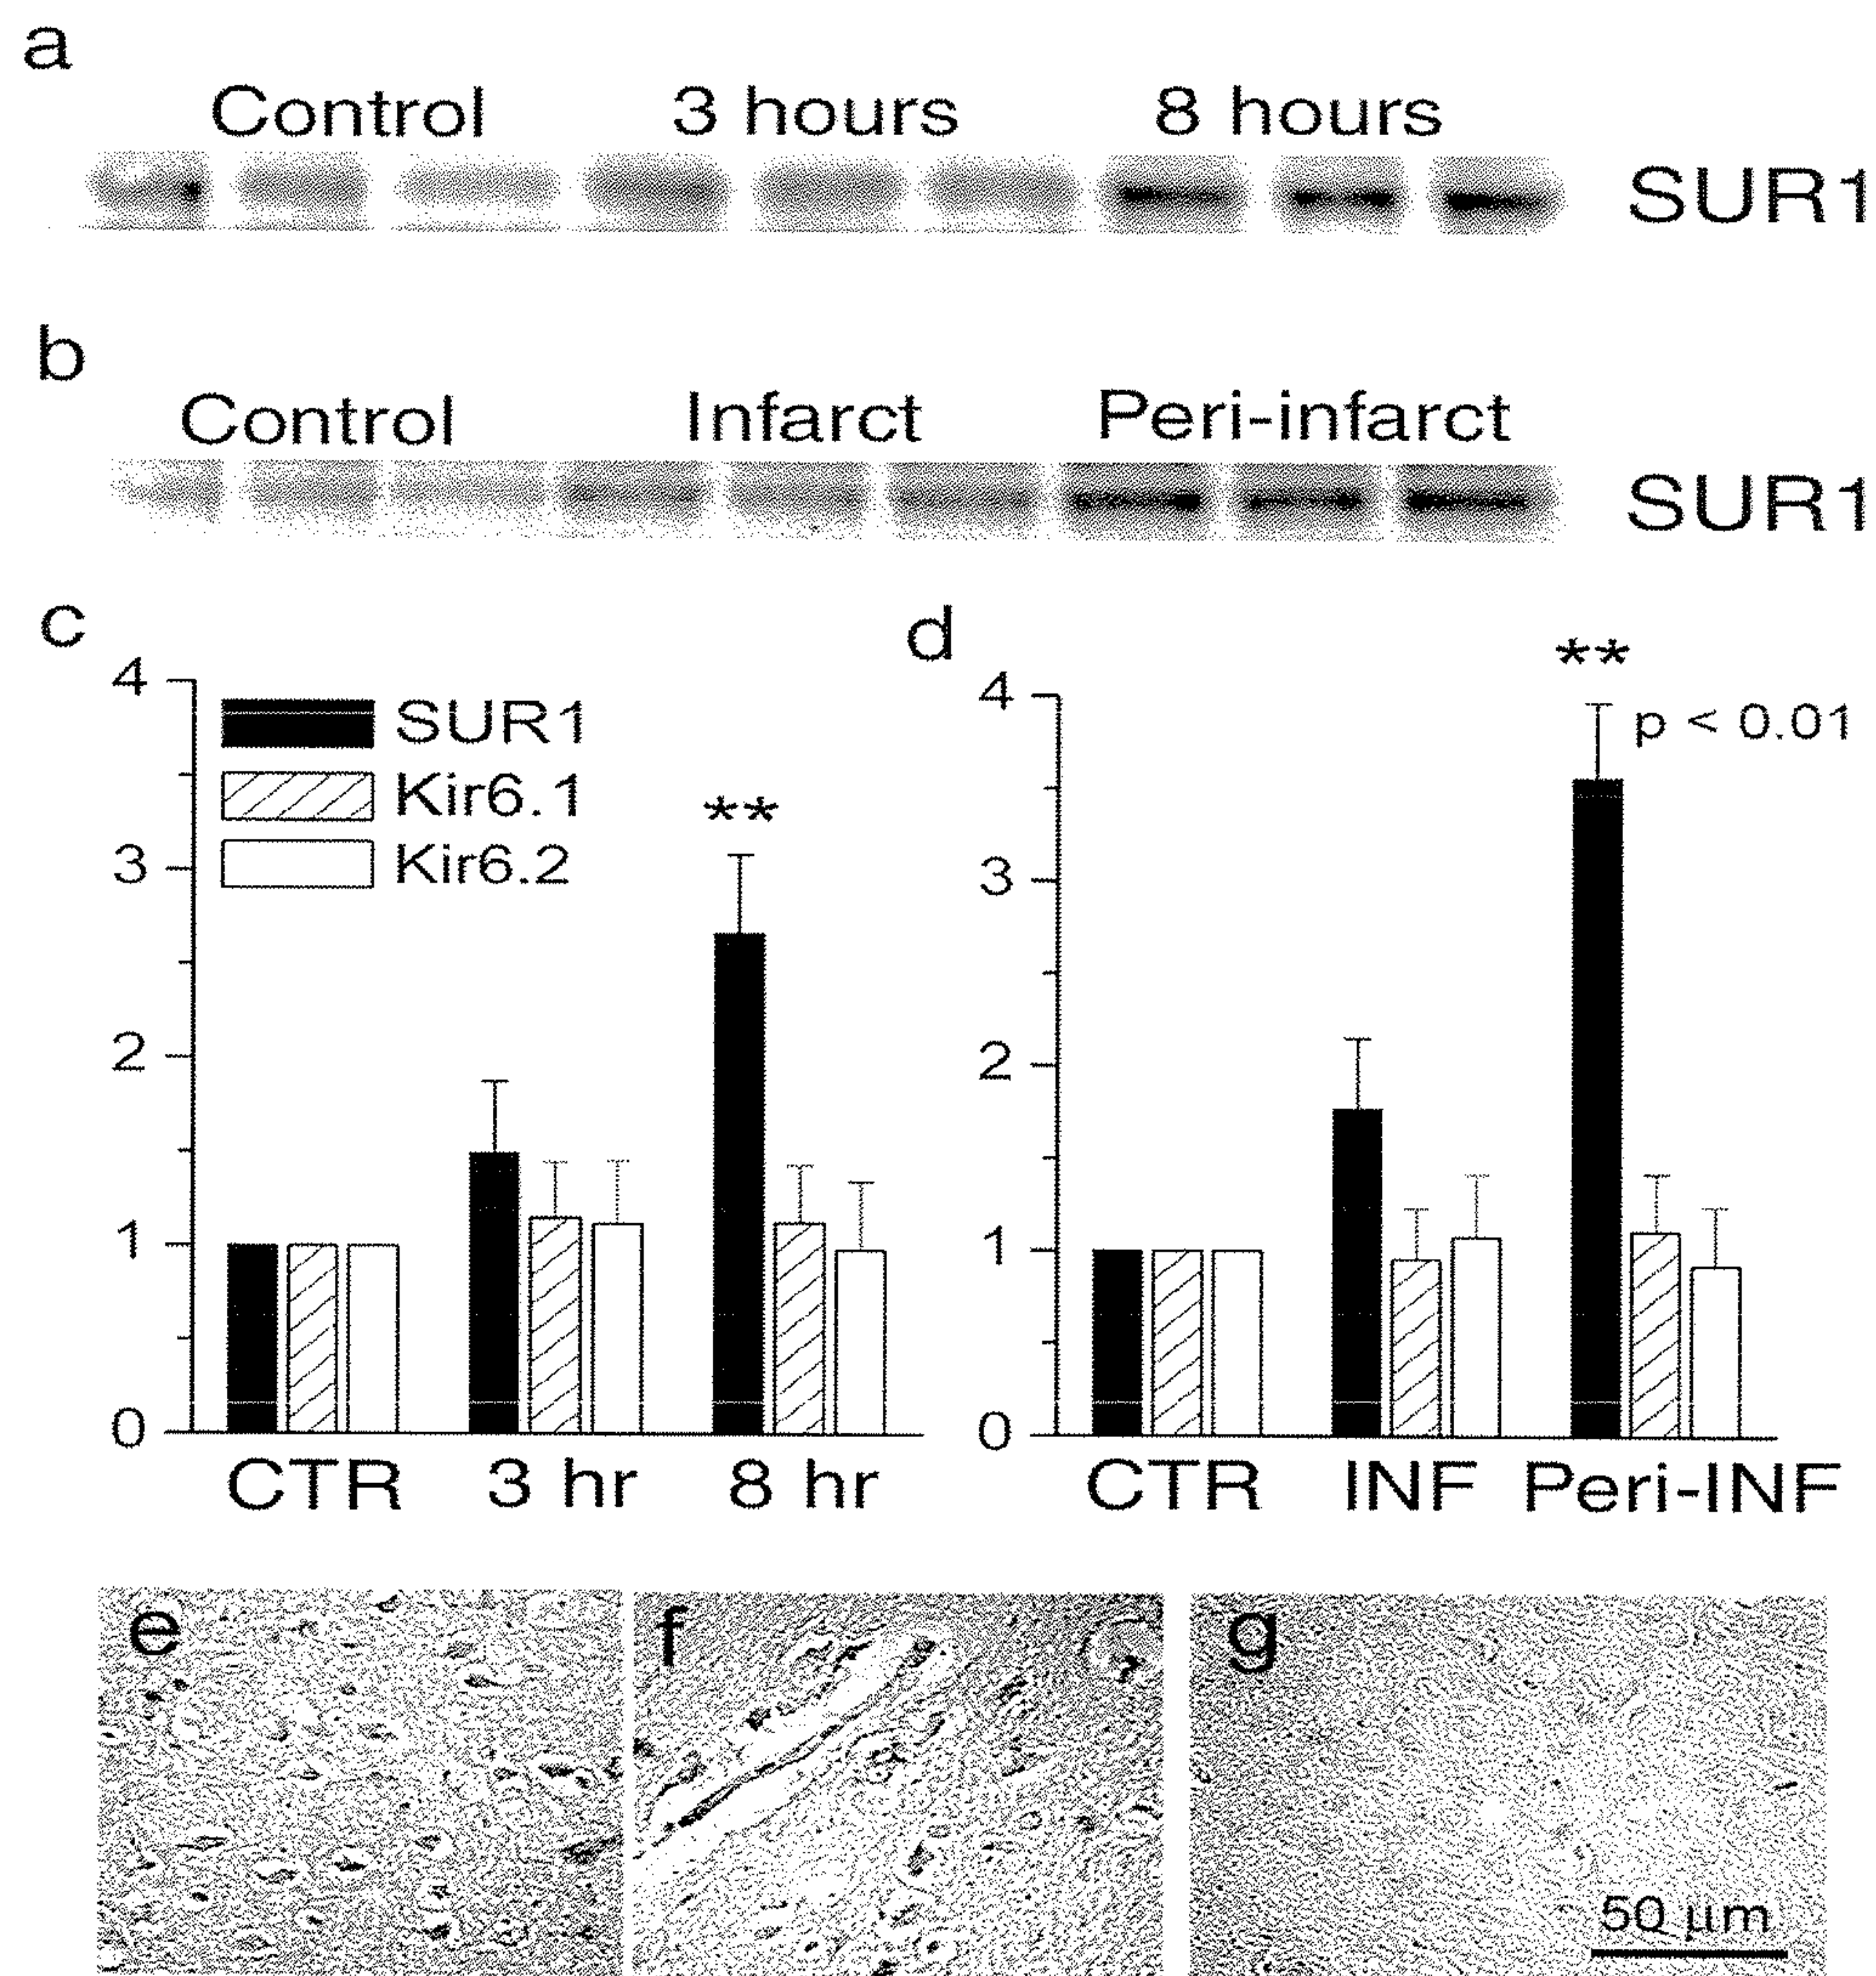 a
Control 3 hours 8 hours
SUR1
b
Control Infarct Peri-infarct
SUR1
c
4
3
2
1
0
SUR1
Kir6.1
Kir6.2
**
CTR 3 hr 8 hr
d
4
3
2
1
0
**
p < 0.01
CTR INF Peri-INF
e
f
g
50 µm